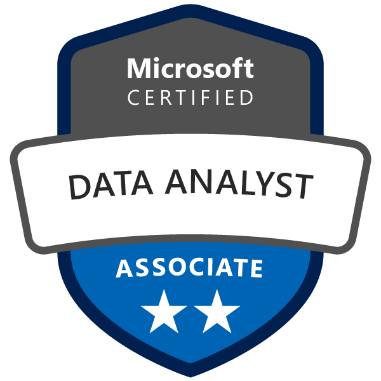 Microsoft
CERTIFIED
DATA ANALYST
ASSOCIATE